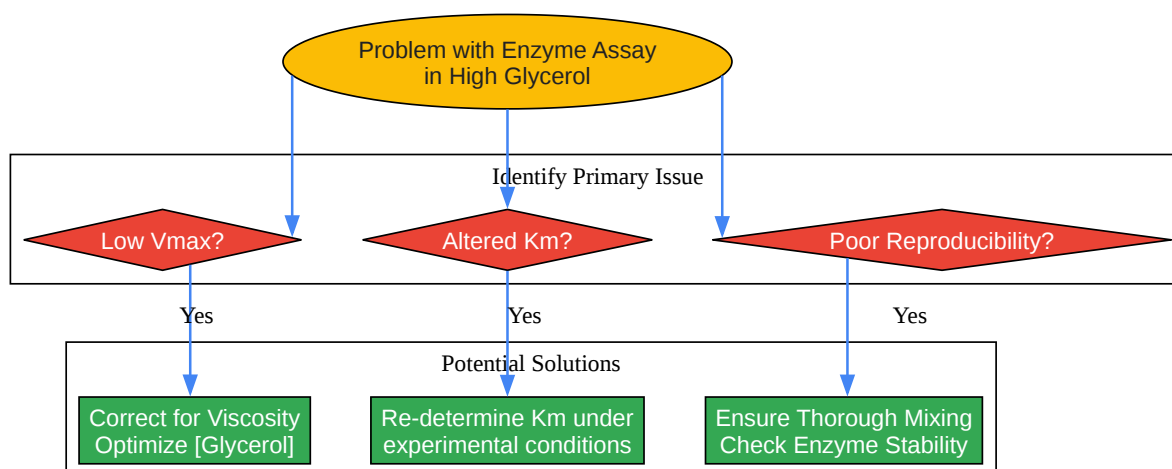 Problem with Enzyme Assay
in High Glycerol
Identify Primary Issue
Low Vmax?
Altered Km?
Poor Reproducibility?
Yes
Yes
Yes
Potential Solutions
Correct for Viscosity
Optimize [Glycerol]
Re-determine Km under
experimental conditions
Ensure Thorough Mixing
Check Enzyme Stability